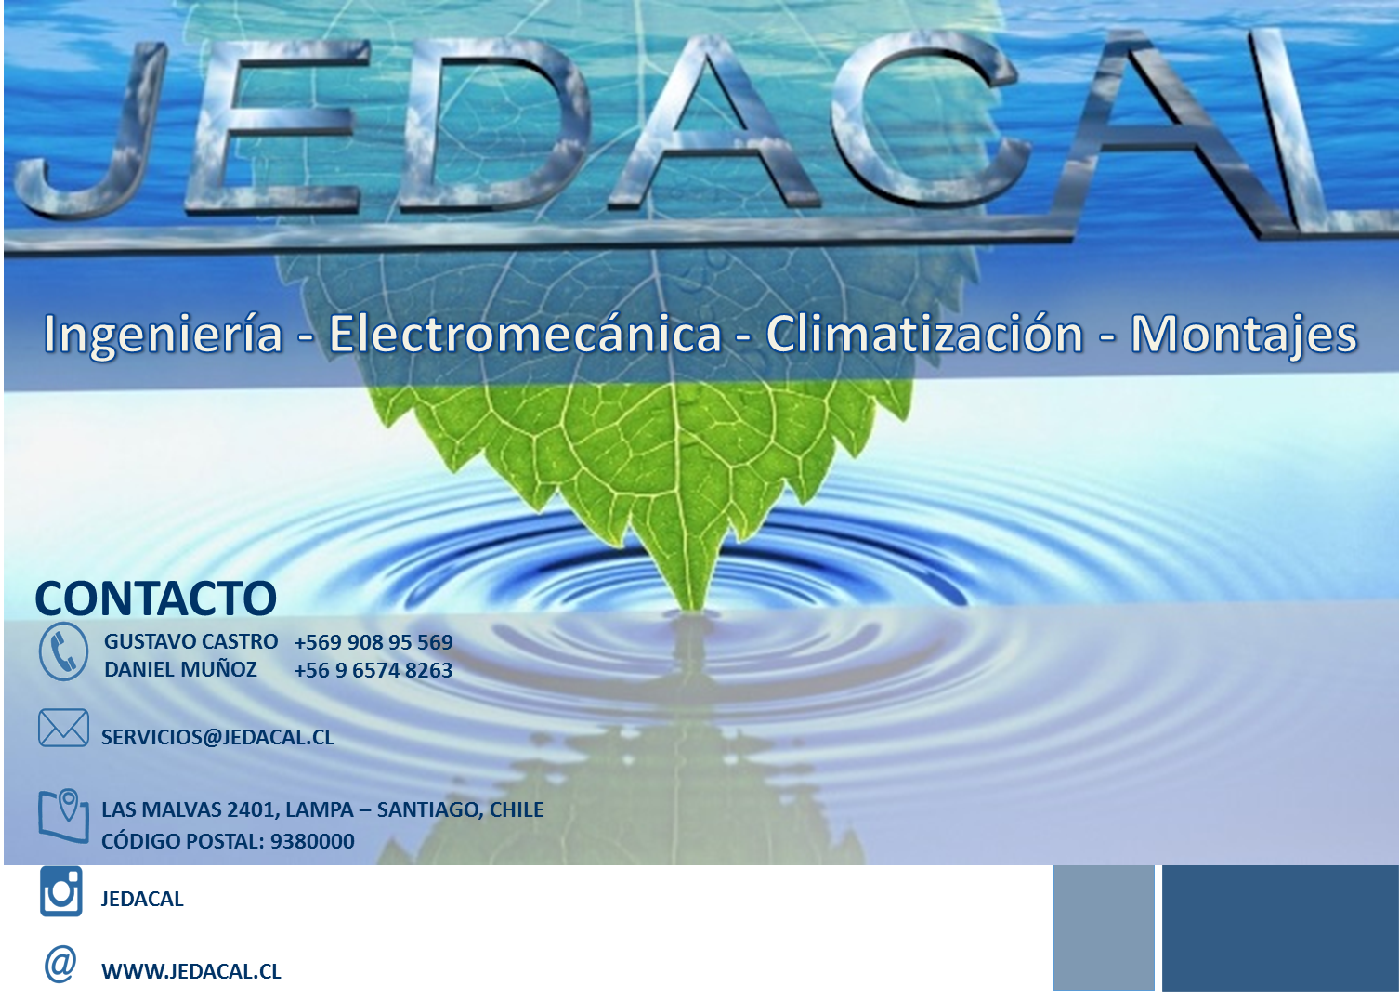 JEDACAL
Ingeniería - Electromecánica - Climatización - Montajes
CONTACTO
GUSTAVO CASTRO +569 908 95 569
DANIEL MUÑOZ +56 9 6574 8263
SERVICIOS@JEDACAL.CL
LAS MALVAS 2401, LAMPA – SANTIAGO, CHILE
CÓDIGO POSTAL: 9380000
JEDACAL
@ WWW.JEDACAL.CL